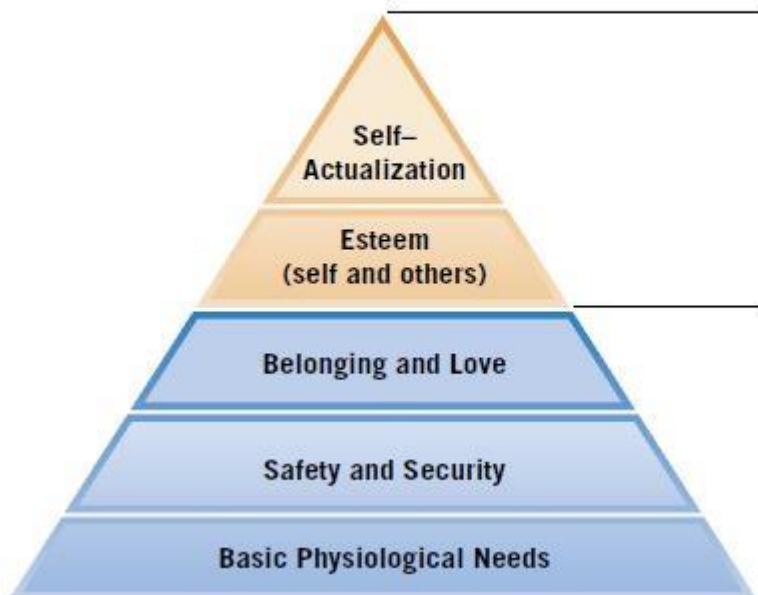 Self–
Actualization
Esteem
(self and others)
Belonging and Love
Safety and Security
Basic Physiological Needs